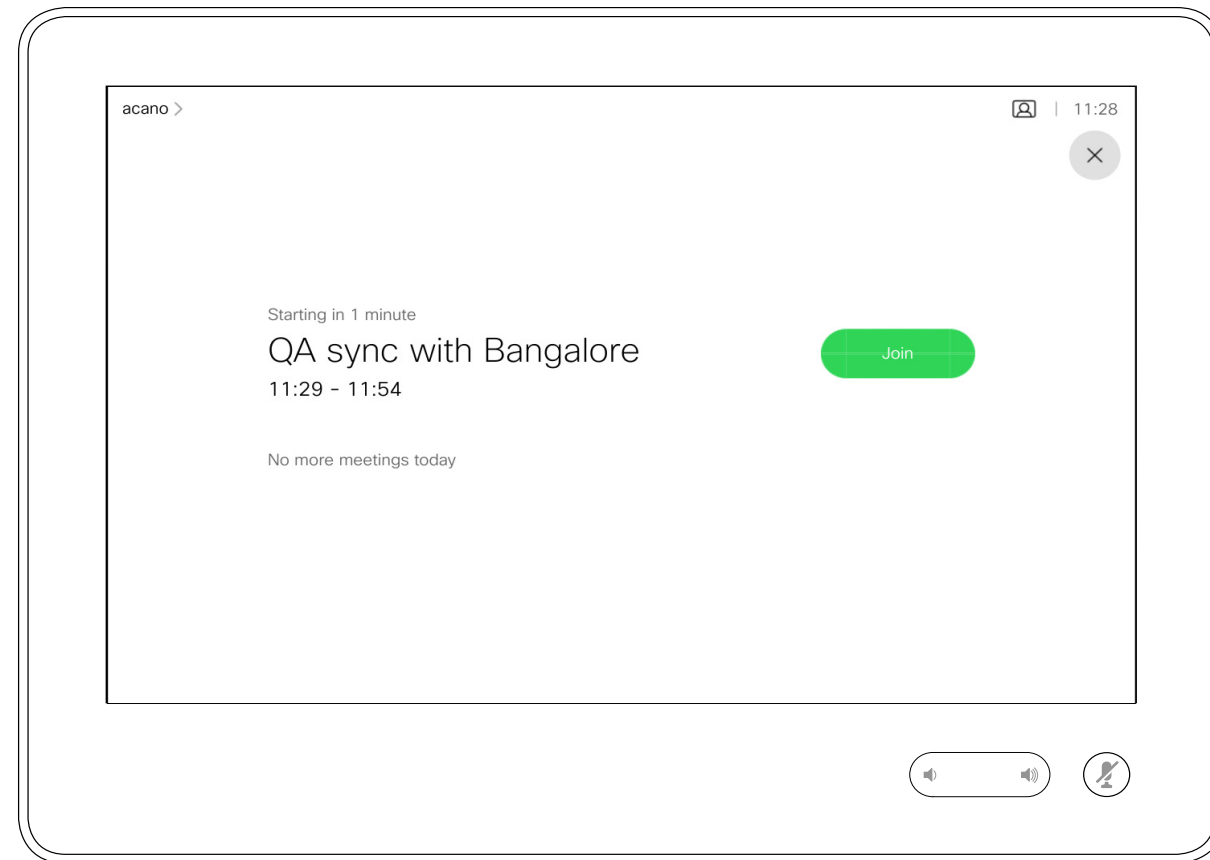 acano
11:28
Starting in 1 minute
QA sync with Bangalore
Join
11:29 - 11:54
No more meetings today